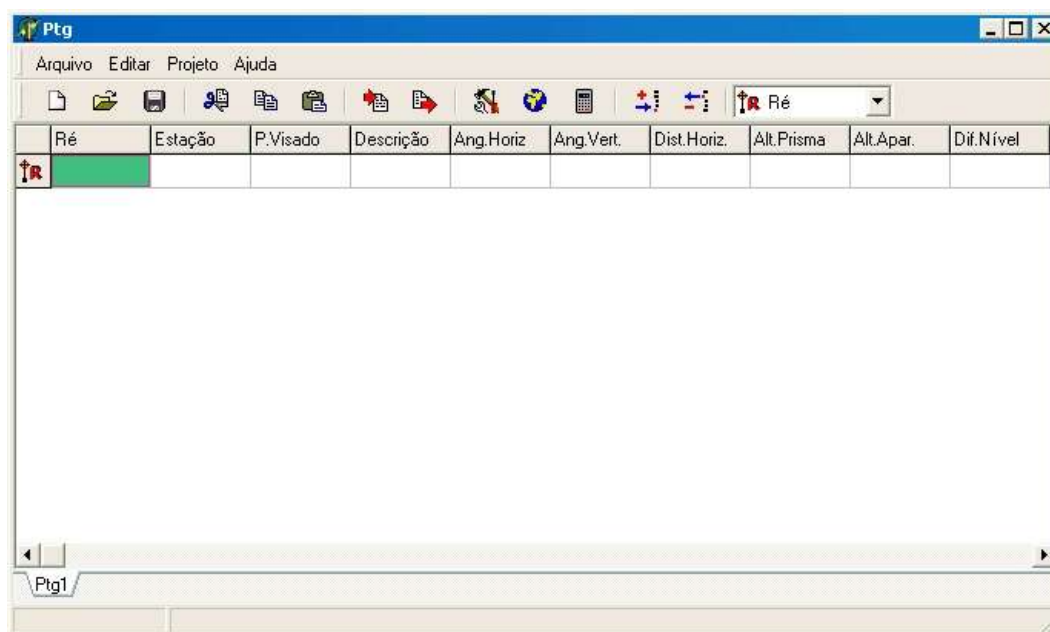 Ptg
Arquivo Editar Projeto Ajuda
R Ré
Ré Estação P.Visado Descrição Ang.Horiz Ang.Vert. Dist.Horiz. Alt.Prisma Alt.Apar. Dif.Nível
R
Ptg1